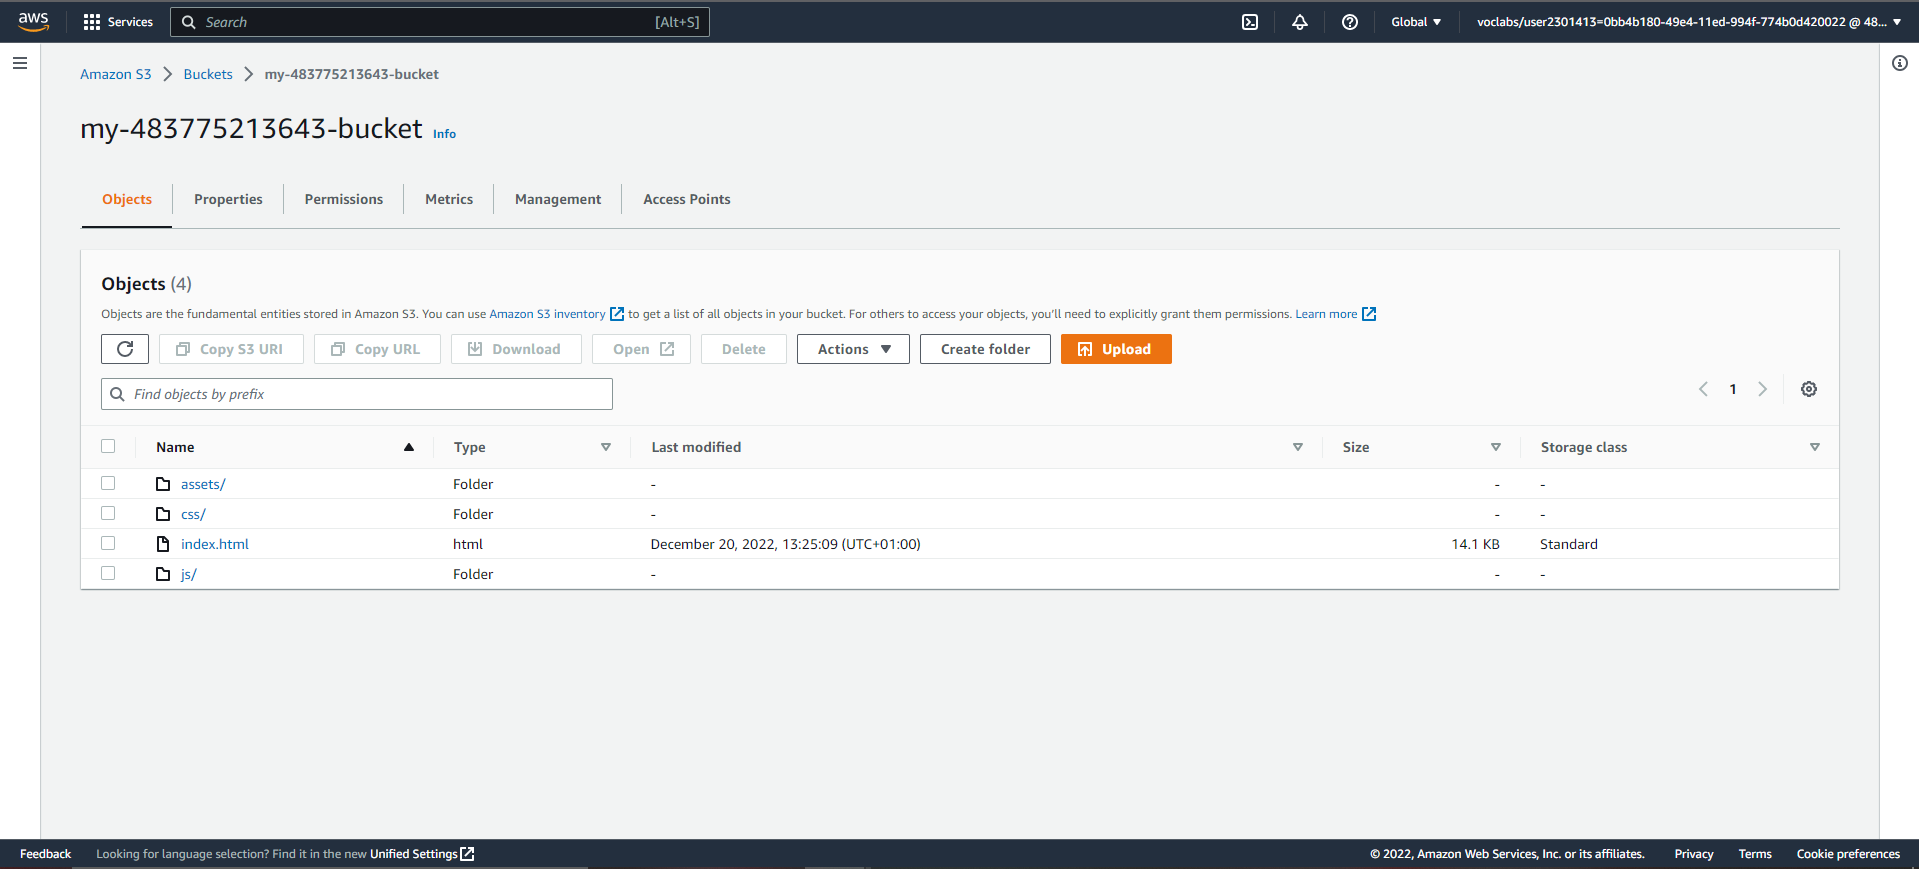 aws Services Search [Alt+S] Global voclabs/user2301413=0bb4b180-49e4-11ed-994f-774b0d420022 @ 48...
Amazon S3 Buckets my-483775213643-bucket
my-483775213643-bucket Info
Objects Properties Permissions Metrics Management Access Points
Objects (4)
Objects are the fundamental entities stored in Amazon S3. You can use Amazon S3 inventory to get a list of all objects in your bucket. For others to access your objects, you'll need to explicitly grant them permissions. Learn more
Copy S3 URI Copy URL Download Open Delete Actions Create folder Upload
Find objects by prefix 1
Name Type Last modified Size Storage class
assets/ Folder - - -
css/ Folder - - -
index.html html December 20, 2022, 13:25:09 (UTC+01:00) 14.1 KB Standard
js/ Folder - - -
Feedback Looking for language selection? Find it in the new Unified Settings © 2022, Amazon Web Services, Inc. or its affiliates. Privacy Terms Cookie preferences